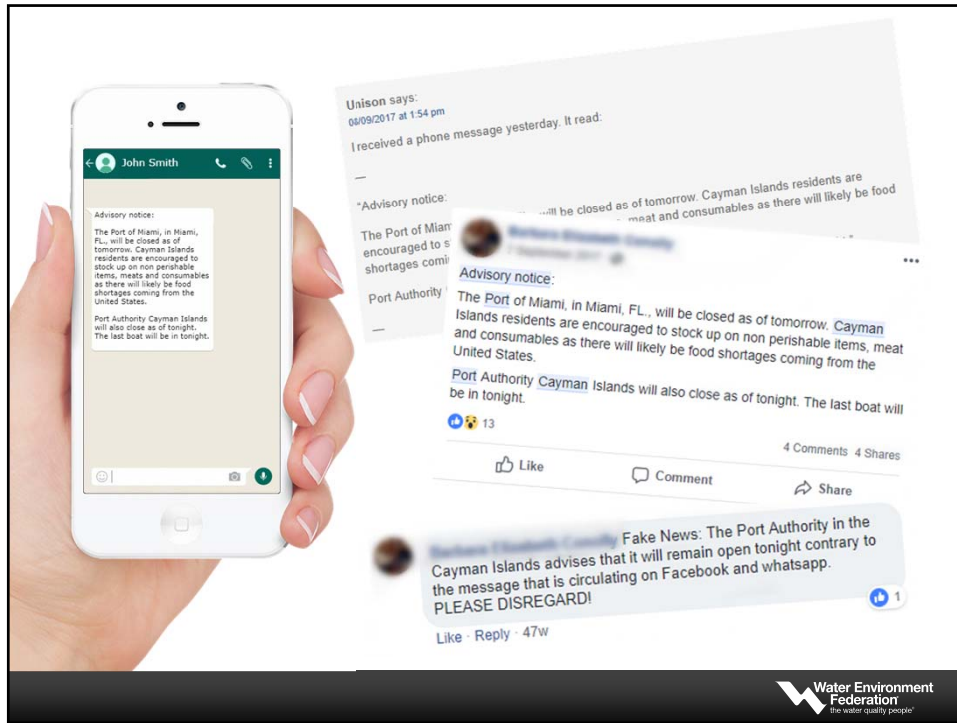 John Smith
Advisory notice:
The Port of Miami, in Miami,
FL., will be closed as of
tomorrow. Cayman Islands
residents are encouraged to
stock up on non perishable
items, meats and consumables
as there will likely be food
shortages coming from the
United States.
Port Authority Cayman Islands
will also close as of tonight.
The last boat will be in tonight.
Unison says:
08/09/2017 at 1:54 pm
I received a phone message yesterday. It read:
—
"Advisory notice:
The Port of Miam will be closed as of tomorrow. Cayman Islands residents are
encouraged to s meat and consumables as there will likely be food
shortages comi
Port Authority
—
Advisory notice:
The Port of Miami, in Miami, FL., will be closed as of tomorrow. Cayman
Islands residents are encouraged to stock up on non perishable items, meat
and consumables as there will likely be food shortages coming from the
United States.
Port Authority Cayman Islands will also close as of tonight. The last boat will
be in tonight.
13
4 Comments 4 Shares
Like Comment Share
Fake News: The Port Authority in the
Cayman Islands advises that it will remain open tonight contrary to
the message that is circulating on Facebook and whatsapp.
PLEASE DISREGARD!
1
Like · Reply · 47w
Water Environment
Federation
the water quality people®